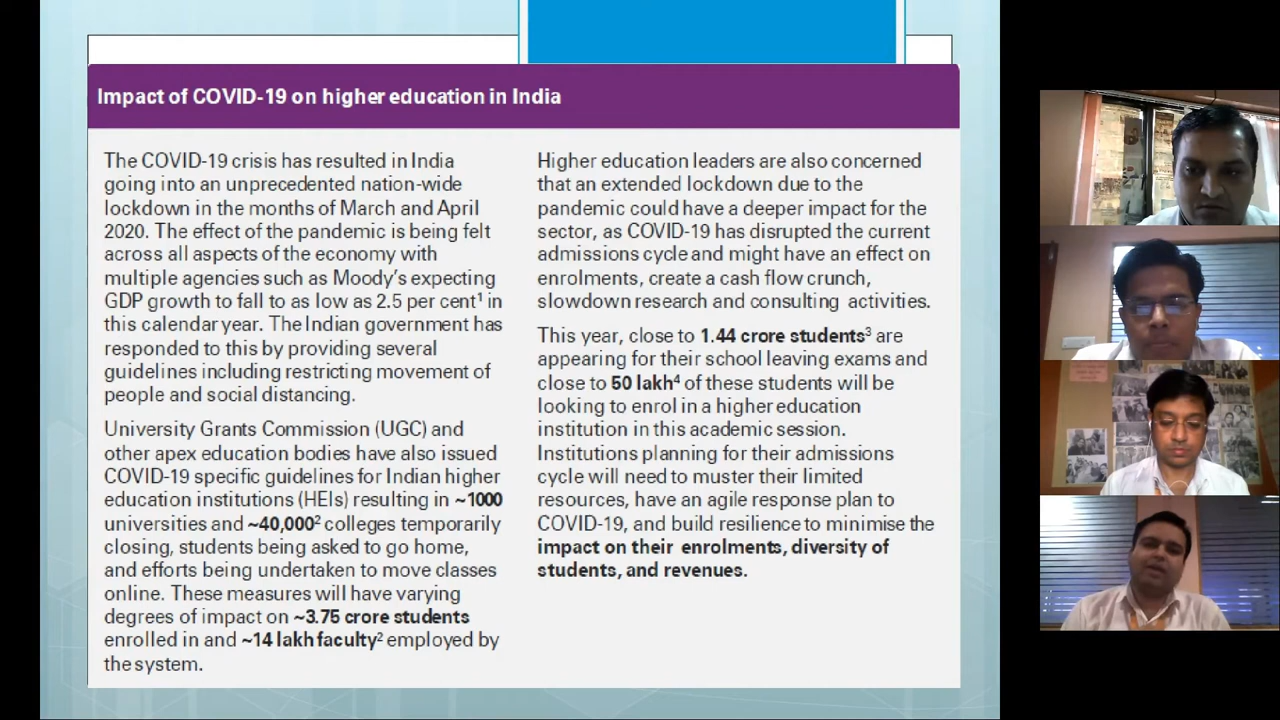 Impact of COVID-19 on higher education in India
The COVID-19 crisis has resulted in India
going into an unprecedented nation-wide
lockdown in the months of March and April
2020. The effect of the pandemic is being felt
across all aspects of the economy with
multiple agencies such as Moody's expecting
GDP growth to fall to as low as 2.5 per cent¹ in
this calendar year. The Indian government has
responded to this by providing several
guidelines including restricting movement of
people and social distancing.
University Grants Commission (UGC) and
other apex education bodies have also issued
COVID-19 specific guidelines for Indian higher
education institutions (HEIs) resulting in ~1000
universities and ~40,000² colleges temporarily
closing, students being asked to go home,
and efforts being undertaken to move classes
online. These measures will have varying
degrees of impact on ~3.75 crore students
enrolled in and ~14 lakh faculty² employed by
the system.
Higher education leaders are also concerned
that an extended lockdown due to the
pandemic could have a deeper impact for the
sector, as COVID-19 has disrupted the current
admissions cycle and might have an effect on
enrolments, create a cash flow crunch,
slowdown research and consulting activities.
This year, close to 1.44 crore students³ are
appearing for their school leaving exams and
close to 50 lakh⁴ of these students will be
looking to enrol in a higher education
institution in this academic session.
Institutions planning for their admissions
cycle will need to muster their limited
resources, have an agile response plan to
COVID-19, and build resilience to minimise the
impact on their enrolments, diversity of
students, and revenues.